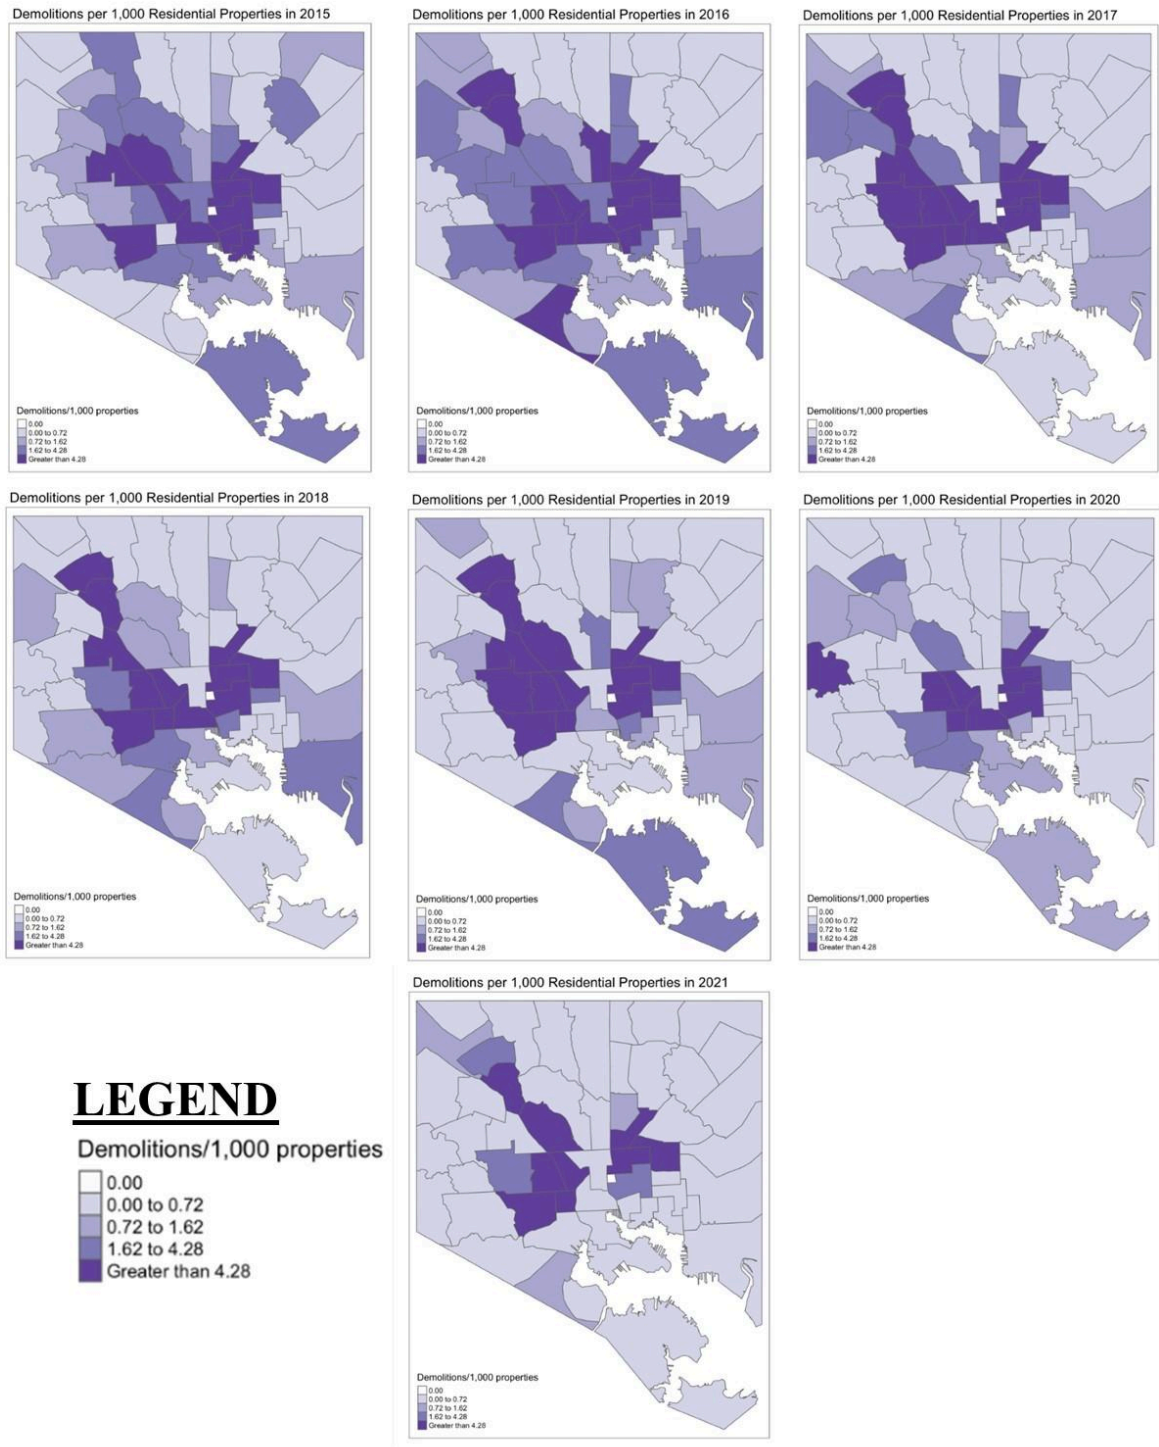 Demolitions per 1,000 Residential Properties in 2015
Demolitions/1,000 properties
0.00
0.00 to 0.72
0.72 to 1.62
1.62 to 4.28
Greater than 4.28
Demolitions per 1,000 Residential Properties in 2016
Demolitions/1,000 properties
0.00
0.00 to 0.72
0.72 to 1.62
1.62 to 4.28
Greater than 4.28
Demolitions per 1,000 Residential Properties in 2017
Demolitions/1,000 properties
0.00
0.00 to 0.72
0.72 to 1.62
1.62 to 4.28
Greater than 4.28
Demolitions per 1,000 Residential Properties in 2018
Demolitions/1,000 properties
0.00
0.00 to 0.72
0.72 to 1.62
1.62 to 4.28
Greater than 4.28
Demolitions per 1,000 Residential Properties in 2019
Demolitions/1,000 properties
0.00
0.00 to 0.72
0.72 to 1.62
1.62 to 4.28
Greater than 4.28
Demolitions per 1,000 Residential Properties in 2020
Demolitions/1,000 properties
0.00
0.00 to 0.72
0.72 to 1.62
1.62 to 4.28
Greater than 4.28
LEGEND
Demolitions/1,000 properties
0.00
0.00 to 0.72
0.72 to 1.62
1.62 to 4.28
Greater than 4.28
Demolitions per 1,000 Residential Properties in 2021
Demolitions/1,000 properties
0.00
0.00 to 0.72
0.72 to 1.62
1.62 to 4.28
Greater than 4.28